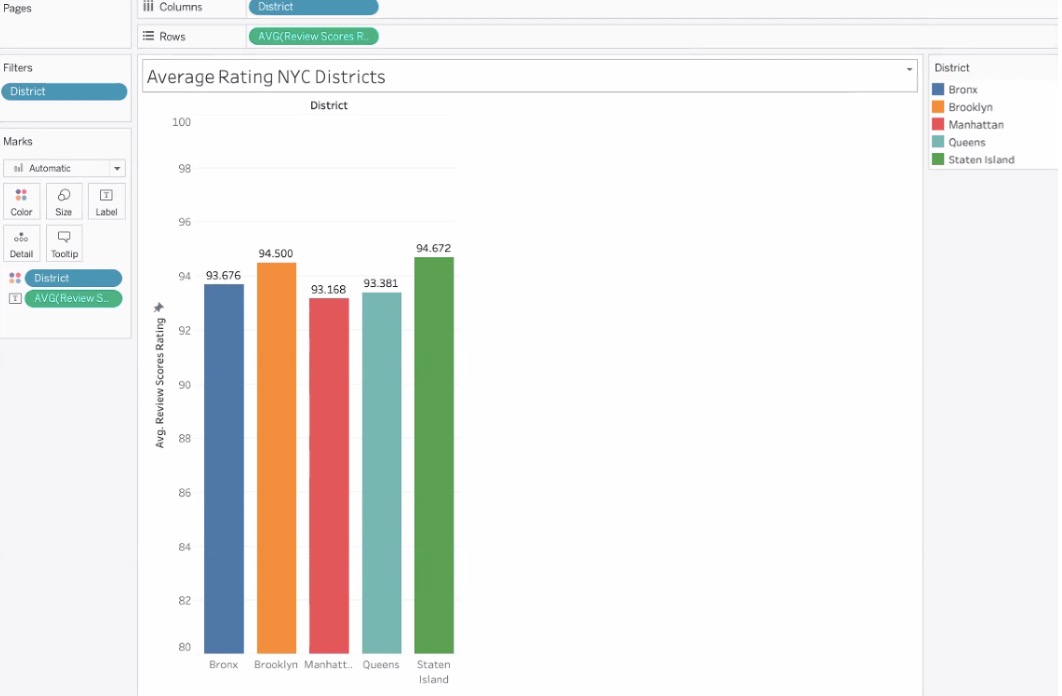 Pages
Columns
District
Rows
AVG(Review Scores R..
Filters
District
Marks
Automatic
Color
Size
Label
Detail
Tooltip
District
AVG(Review S..
Average Rating NYC Districts
District
100
98
96
94
92
90
88
86
84
82
80
Avg. Review Scores Rating
93.676
94.500
93.168
93.381
94.672
Bronx
Brooklyn
Manhatt..
Queens
Staten
Island
District
Bronx
Brooklyn
Manhattan
Queens
Staten Island